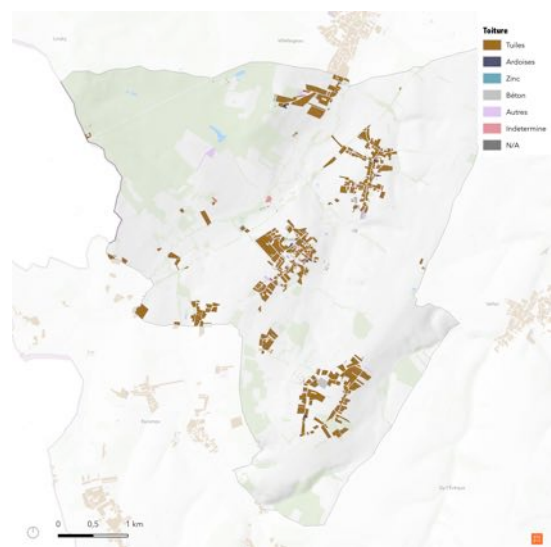 Toiture
Tuiles
Ardoises
Zinc
Béton
Autres
Indetermine
N/A
0 0,5 1 km